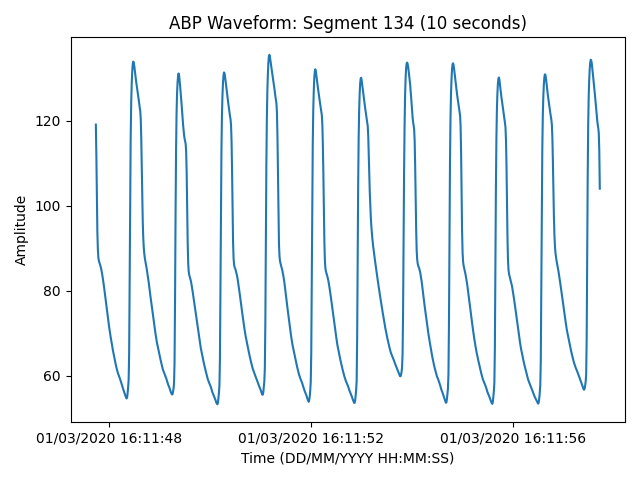 ABP Waveform: Segment 134 (10 seconds)
Amplitude
120
100
80
60
01/03/2020 16:11:48
01/03/2020 16:11:52
01/03/2020 16:11:56
Time (DD/MM/YYYY HH:MM:SS)